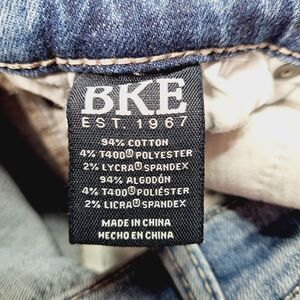 BKE
EST. 1967
94% COTTON
4% T400® POLYESTER
2% LYCRA® SPANDEX
94% ALGODÓN
4% T400® POLIÉSTER
2% LICRA® SPANDEX
MADE IN CHINA
HECHO EN CHINA